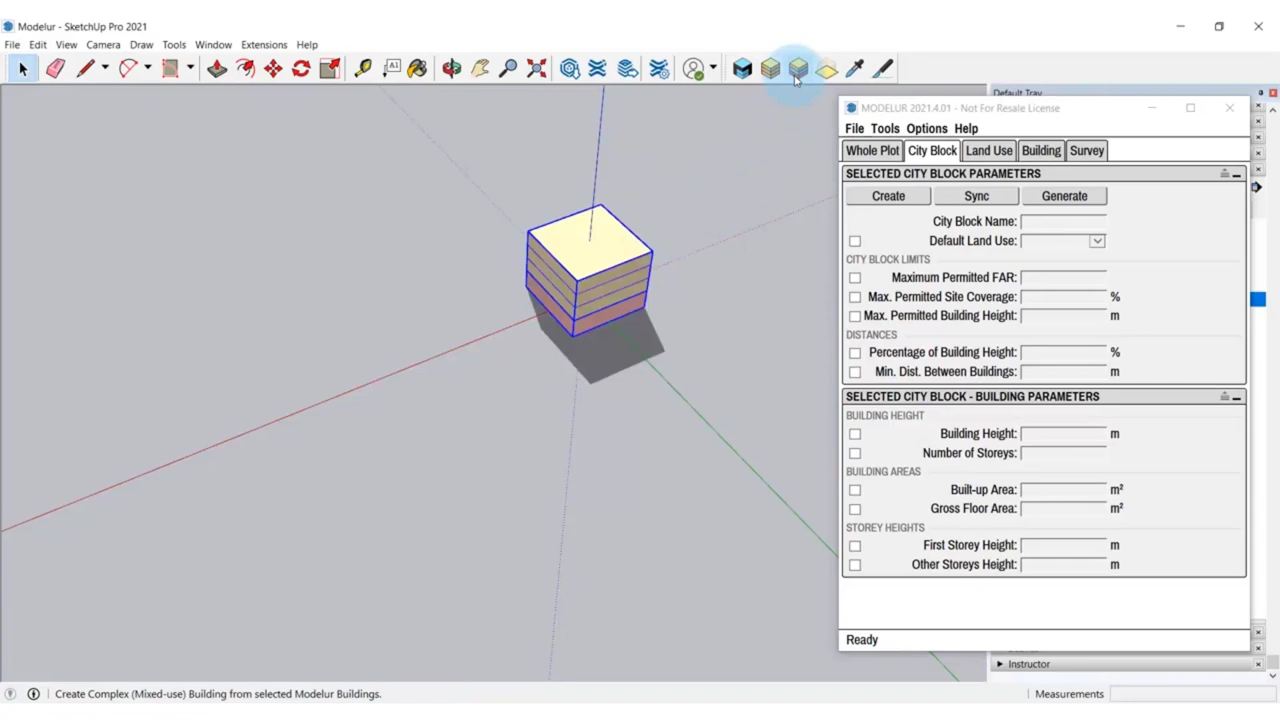 Modelur - SketchUp Pro 2021
File Edit View Camera Draw Tools Window Extensions Help
A1
Default Tray
MODELUR 2021.4.01 - Not For Resale License
File Tools Options Help
Whole Plot City Block Land Use Building Survey
SELECTED CITY BLOCK PARAMETERS
Create Sync Generate
City Block Name:
Default Land Use:
CITY BLOCK LIMITS
Maximum Permitted FAR:
Max. Permitted Site Coverage: %
Max. Permitted Building Height: m
DISTANCES
Percentage of Building Height: %
Min. Dist. Between Buildings: m
SELECTED CITY BLOCK - BUILDING PARAMETERS
BUILDING HEIGHT
Building Height: m
Number of Storeys:
BUILDING AREAS
Built-up Area: m²
Gross Floor Area: m²
STOREY HEIGHTS
First Storey Height: m
Other Storeys Height: m
Ready
Instructor
Create Complex (Mixed-use) Building from selected Modelur Buildings.
Measurements